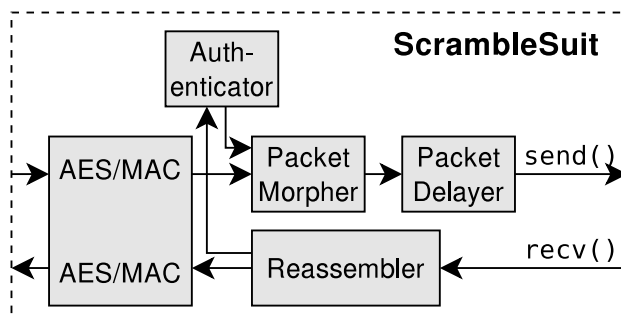 ScrambleSuit
Auth-
enticator
AES/MAC
Packet
Morpher
Packet
Delayer
send()
AES/MAC
Reassembler
recv()